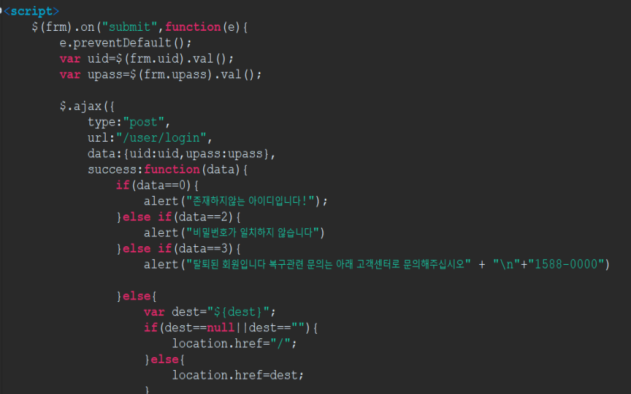 <script>
$(frm).on("submit",function(e){
e.preventDefault();
var uid=$(frm.uid).val();
var upass=$(frm.upass).val();
$.ajax({
type:"post",
url:"/user/login",
data:{uid:uid,upass:upass},
success:function(data){
if(data==0){
alert("존재하지않는 아이디입니다!");
}else if(data==2){
alert("비밀번호가 일치하지 않습니다")
}else if(data==3){
alert("탈퇴된 회원입니다 복구관련 문의는 아래 고객센터로 문의해주십시오" + "\n"+"1588-0000")
}else{
var dest="${dest}";
if(dest==null||dest==""){
location.href="/";
}else{
location.href=dest;
}